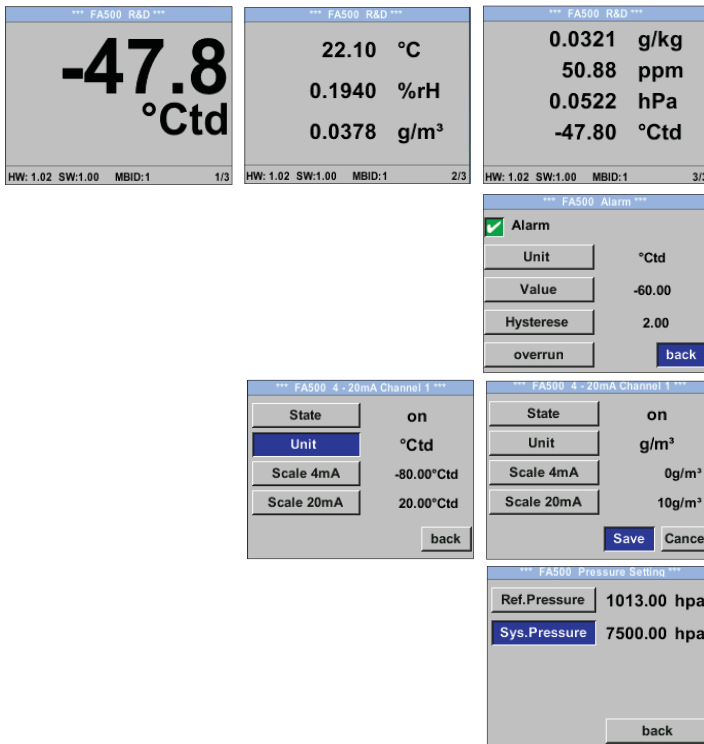 *** FA500 R&D ***
-47.8
°Ctd
HW: 1.02 SW:1.00 MBID:1 1/3
*** FA500 R&D ***
22.10 °C
0.1940 %rH
0.0378 g/m³
HW: 1.02 SW:1.00 MBID:1 2/3
*** FA500 R&D ***
0.0321 g/kg
50.88 ppm
0.0522 hPa
-47.80 °Ctd
HW: 1.02 SW:1.00 MBID:1 3/3
*** FA500 Alarm ***
Alarm
Unit °Ctd
Value -60.00
Hysterese 2.00
overrun back
*** FA500 4 - 20mA Channel 1 ***
State on
Unit °Ctd
Scale 4mA -80.00°Ctd
Scale 20mA 20.00°Ctd
back
*** FA500 4 - 20mA Channel 1 ***
State on
Unit g/m³
Scale 4mA 0g/m³
Scale 20mA 10g/m³
Save Cance
*** FA500 Pressure Setting ***
Ref.Pressure 1013.00 hpa
Sys.Pressure 7500.00 hpa
back